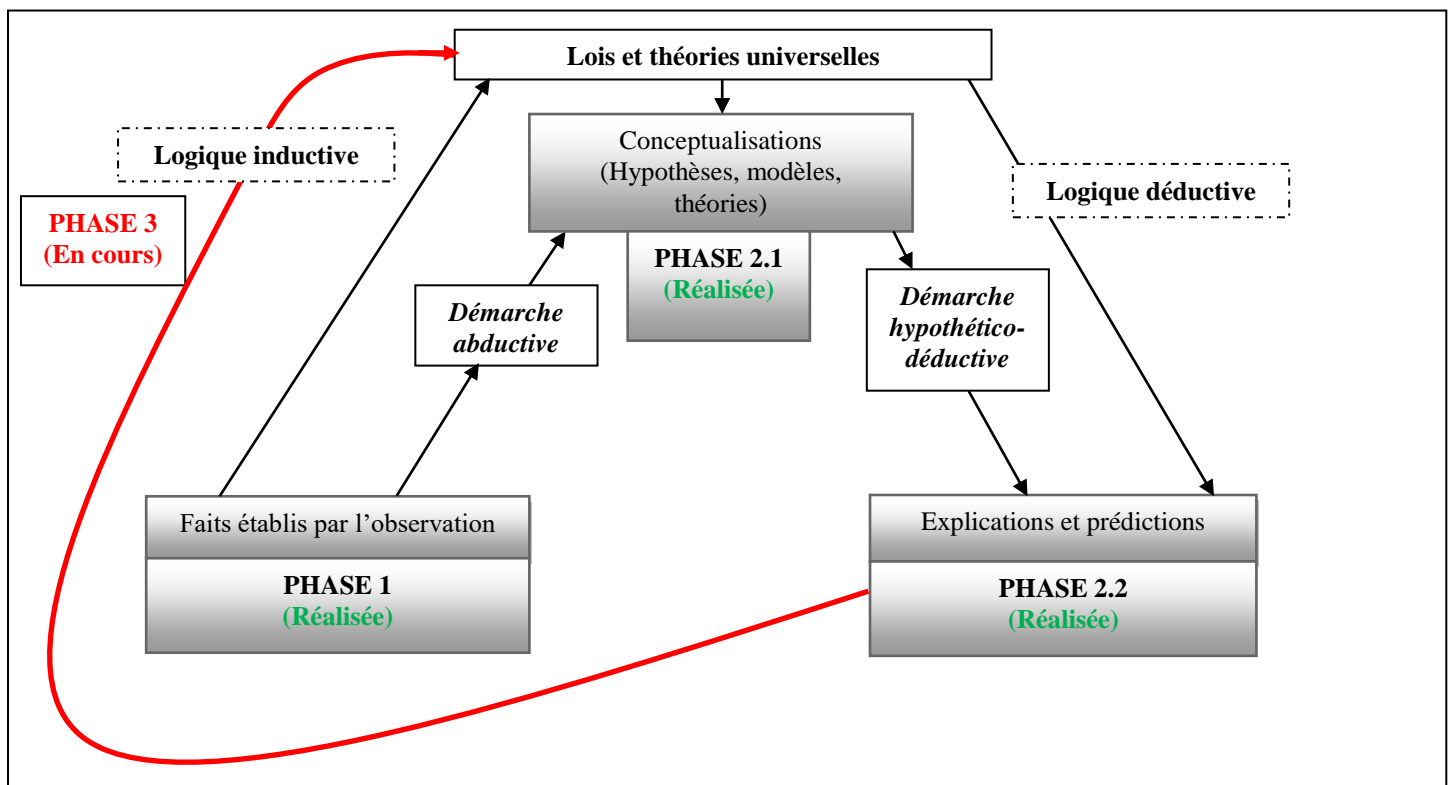 Lois et théories universelles
Conceptualisations
(Hypothèses, modèles,
théories)
Logique inductive
Logique déductive
PHASE 3
(En cours)
PHASE 2.1
(Réalisée)
Démarche
abductive
Démarche
hypothético-
déductive
Faits établis par l’observation
PHASE 1
(Réalisée)
Explications et prédictions
PHASE 2.2
(Réalisée)